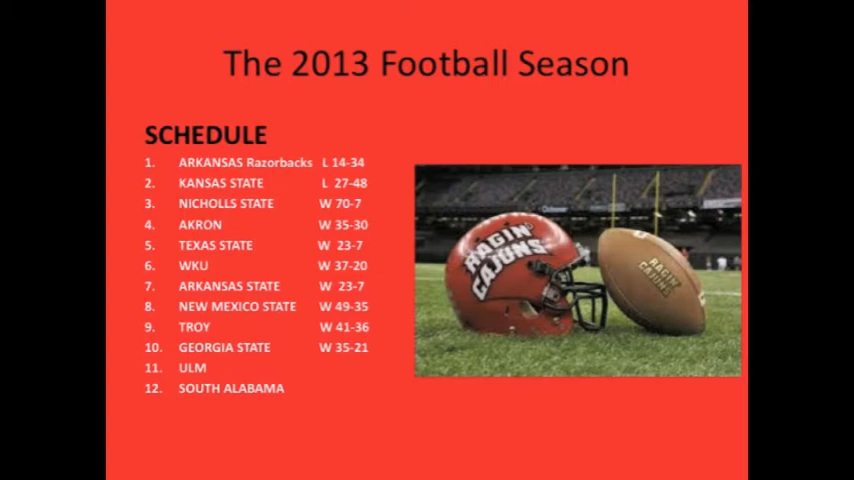 The 2013 Football Season
SCHEDULE
1. ARKANSAS Razorbacks L 14-34
2. KANSAS STATE L 27-48
3. NICHOLLS STATE W 70-7
4. AKRON W 35-30
5. TEXAS STATE W 23-7
6. WKU W 37-20
7. ARKANSAS STATE W 23-7
8. NEW MEXICO STATE W 49-35
9. TROY W 41-36
10. GEORGIA STATE W 35-21
11. ULM
12. SOUTH ALABAMA
RAGIN'
CAJUNS
RAGIN'
CAJUNS